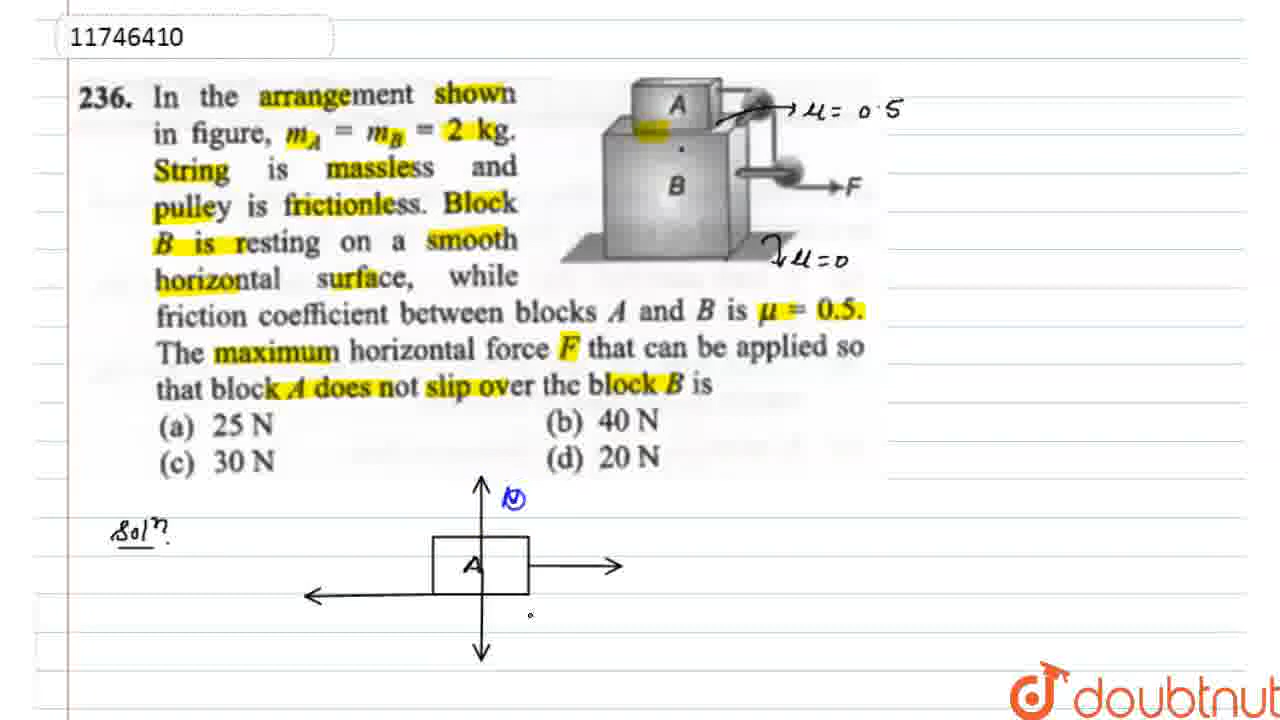 11746410
236. In the arrangement shown
in figure, m_A = m_B = 2 kg.
String is massless and
pulley is frictionless. Block
B is resting on a smooth
horizontal surface, while
friction coefficient between blocks A and B is μ = 0.5.
The maximum horizontal force F that can be applied so
that block A does not slip over the block B is
(a) 25 N (b) 40 N
(c) 30 N (d) 20 N
A
μ = 0.5
B
F
μ=0
Solⁿ.
N
A
doubtnut